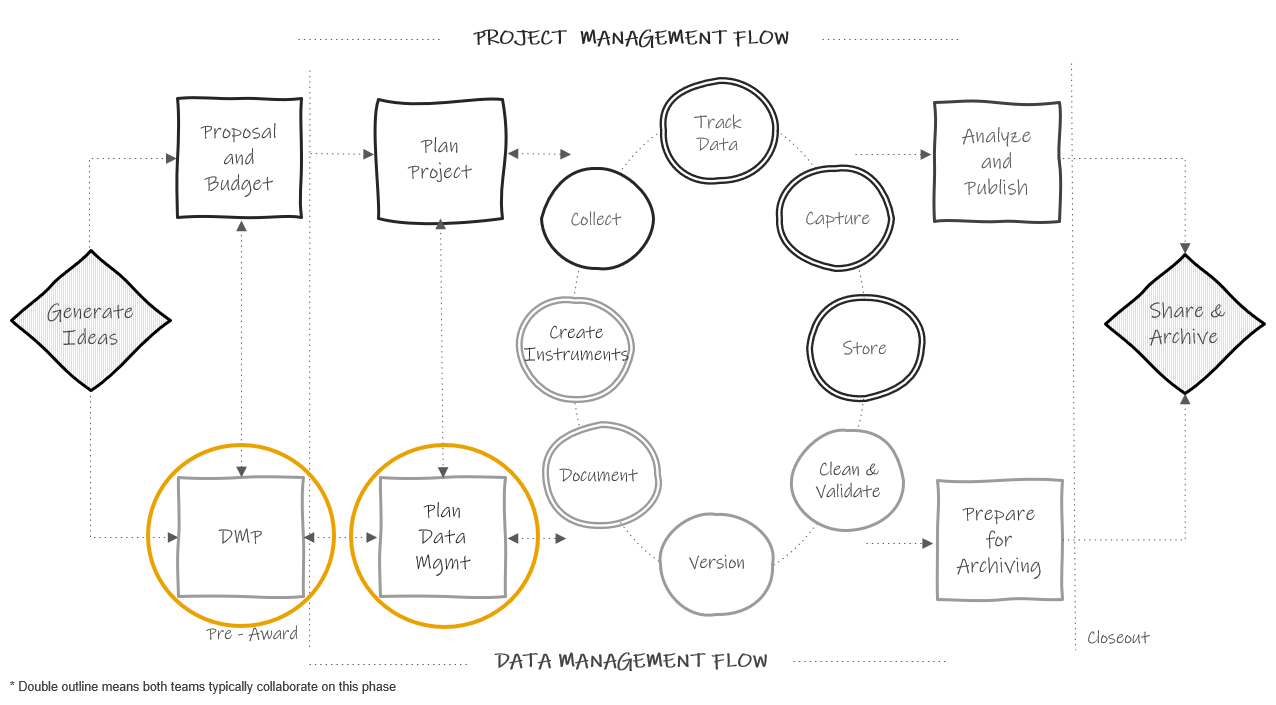 PROJECT MANAGEMENT FLOW
Proposal
and
Budget
Plan
Project
Track
Data
Collect
Capture
Analyze
and
Publish
Generate
Ideas
Create
Instruments
Store
Share &
Archive
Document
Clean &
Validate
DMP
Plan
Data
Mgmt
Version
Prepare
for
Archiving
Pre - Award
Closeout
DATA MANAGEMENT FLOW
* Double outline means both teams typically collaborate on this phase